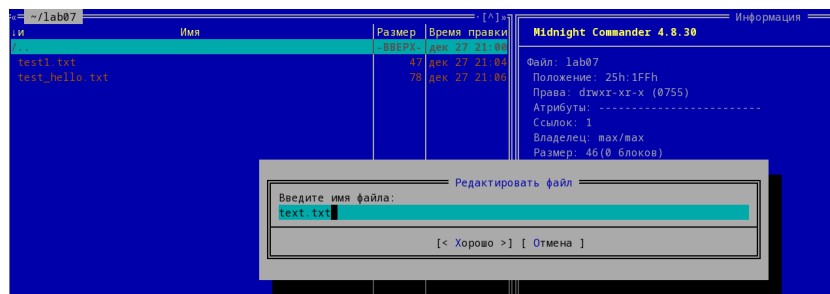 ~/lab07
.[^]»
Информация
↓и Имя Размер Время правки
Midnight Commander 4.8.30
/.. -ВВЕРХ- дек 27 21:00
test1.txt 47 дек 27 21:04
Файл: lab07
test_hello.txt 78 дек 27 21:06
Положение: 25h:1FFh
Права: drwxr-xr-x (0755)
Атрибуты: -------------------------
Ссылок: 1
Владелец: max/max
Размер: 46(0 блоков)
Редактировать файл
Введите имя файла:
text.txt
[< Хорошо >] [ Отмена ]